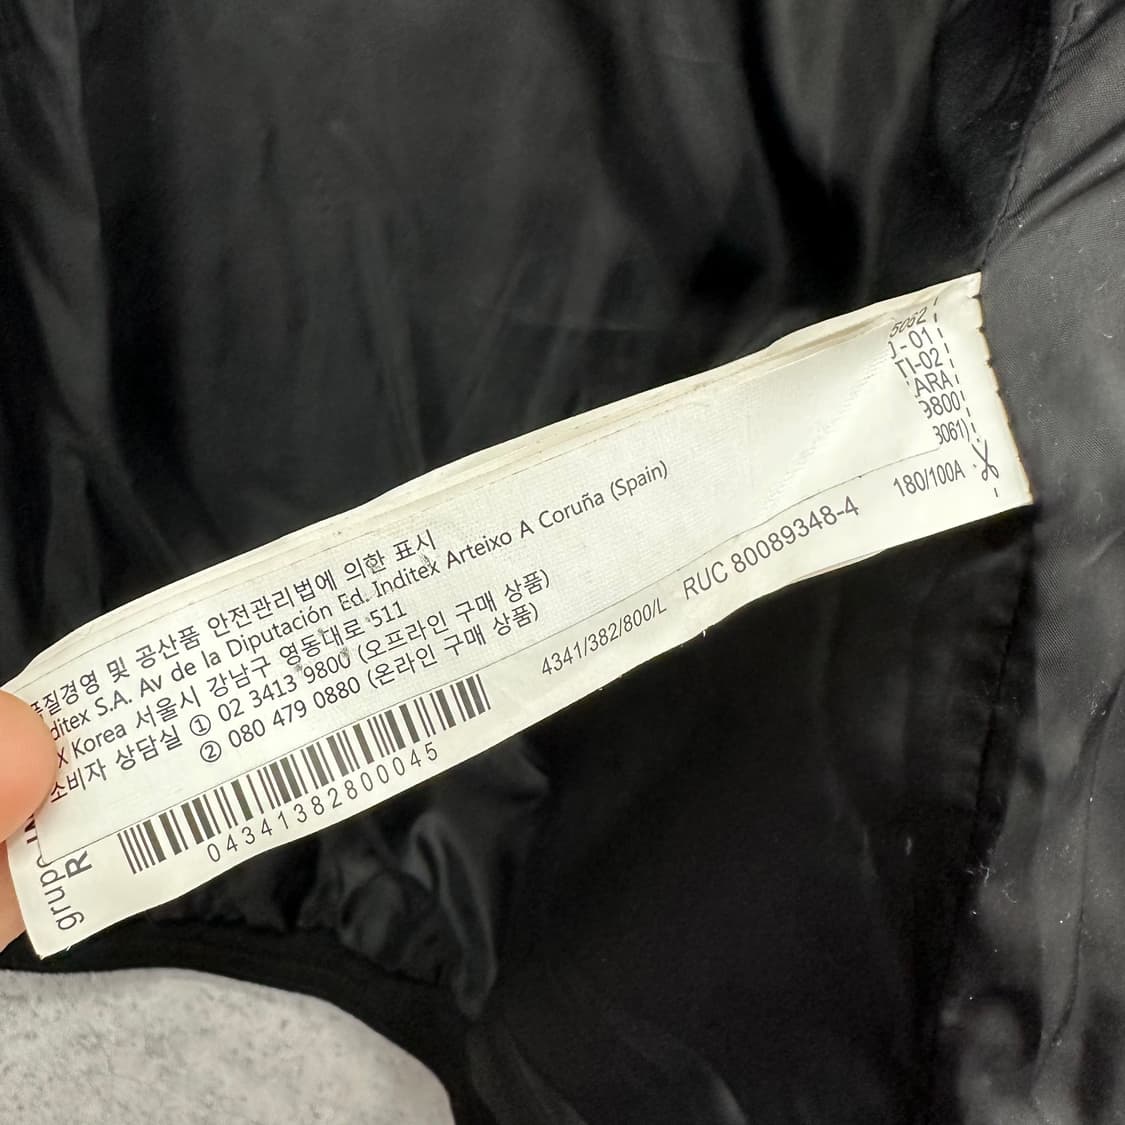 품질경영 및 공산품 안전관리법에 의한 표시
ditex S.A. Av de la Diputación Ed. Inditex Arteixo A Coruña (Spain)
X Korea 서울시 강남구 영동대로 511
소비자 상담실 ① 02 3413 9800 (오프라인 구매 상품)
② 080 479 0880 (온라인 구매 상품)
04341382800045
4341/382/800/L
RUC 80089348-4
180/100A
5062
-01
TI-02
ARA
9800
3061)
grupo
R